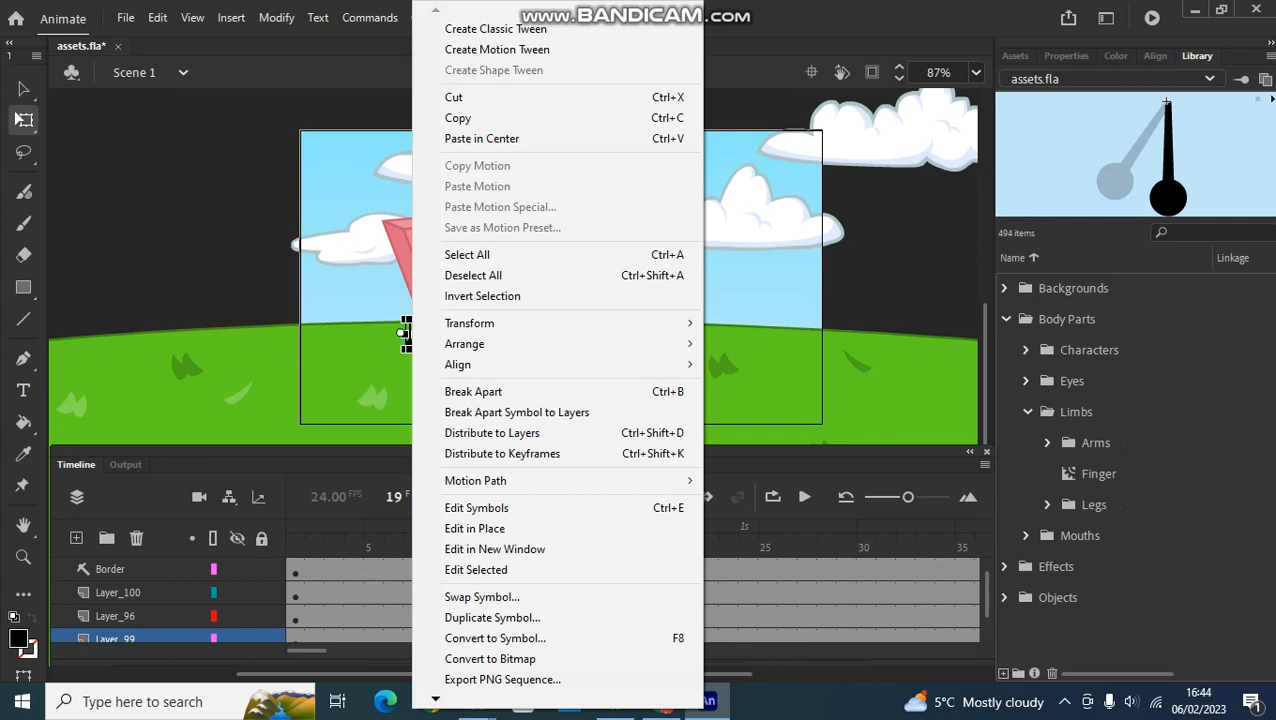 Animate
File Edit View Insert Modify Text Commands
www.BANDICAM.com
assets.fla*
Scene 1
87%
Create Classic Tween
Create Motion Tween
Create Shape Tween
Cut Ctrl+X
Copy Ctrl+C
Paste in Center Ctrl+V
Copy Motion
Paste Motion
Paste Motion Special...
Save as Motion Preset...
Select All Ctrl+A
Deselect All Ctrl+Shift+A
Invert Selection
Transform
Arrange
Align
Break Apart Ctrl+B
Break Apart Symbol to Layers
Distribute to Layers Ctrl+Shift+D
Distribute to Keyframes Ctrl+Shift+K
Motion Path
Edit Symbols Ctrl+E
Edit in Place
Edit in New Window
Edit Selected
Swap Symbol...
Duplicate Symbol...
Convert to Symbol... F8
Convert to Bitmap
Export PNG Sequence...
Assets Properties Color Align Library
assets.fla
494 items
Name Linkage
Backgrounds
Body Parts
Characters
Eyes
Limbs
Arms
Finger
Legs
Mouths
Effects
Objects
Timeline Output
24.00 FPS 19 F
1s
5 25 30 35
Border
Layer_100
Layer_96
Layer_99
Type here to search
5°C Mostly cloudy
16:44
06/02/2023